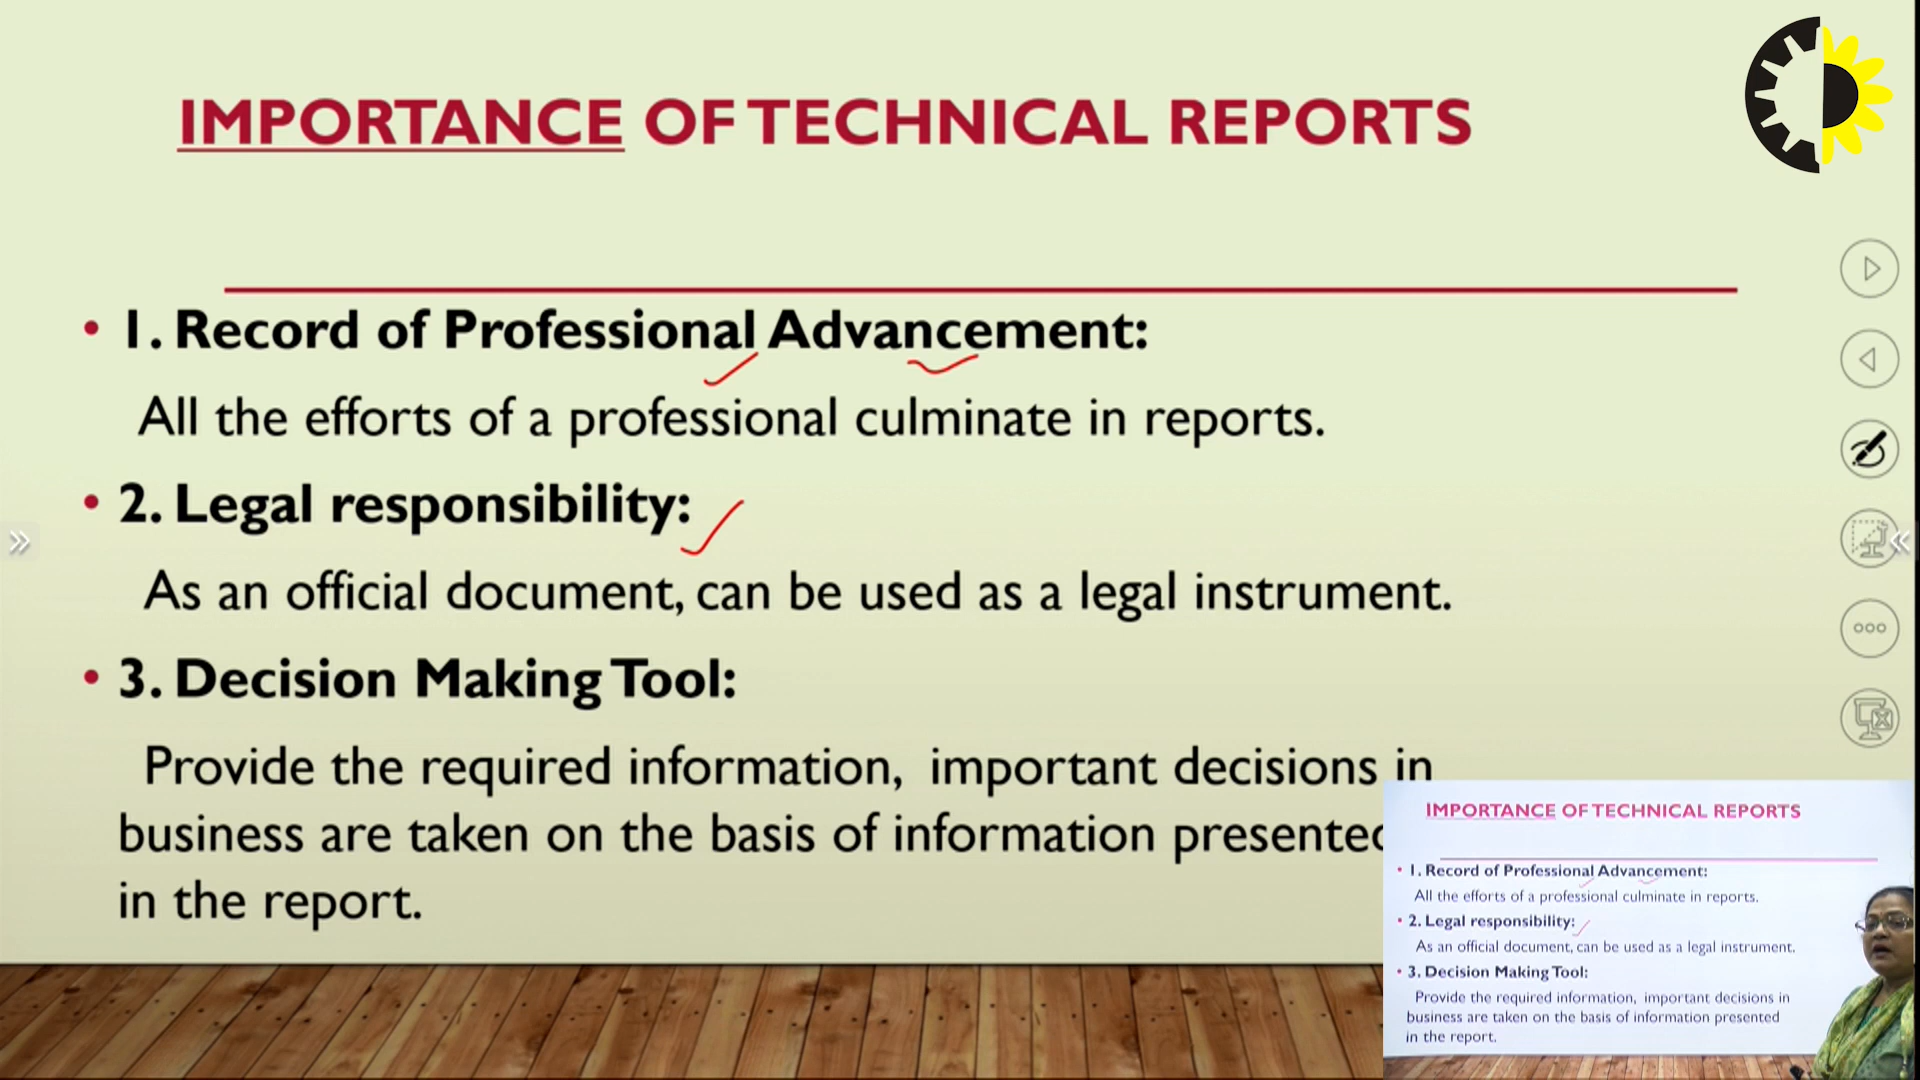 IMPORTANCE OF TECHNICAL REPORTS
• 1. Record of Professional Advancement:
All the efforts of a professional culminate in reports.
• 2. Legal responsibility:
As an official document, can be used as a legal instrument.
• 3. Decision Making Tool:
Provide the required information, important decisions in
business are taken on the basis of information presented
in the report.
IMPORTANCE OF TECHNICAL REPORTS
• 1. Record of Professional Advancement:
All the efforts of a professional culminate in reports.
• 2. Legal responsibility:
As an official document, can be used as a legal instrument.
• 3. Decision Making Tool:
Provide the required information, important decisions in
business are taken on the basis of information presented
in the report.